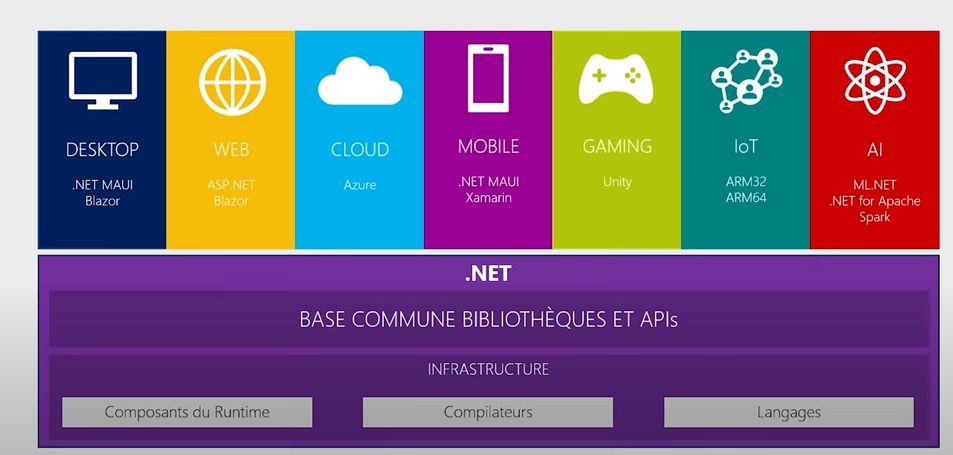 DESKTOP
.NET MAUI
Blazor
WEB
ASP.NET
Blazor
CLOUD
Azure
MOBILE
.NET MAUI
Xamarin
GAMING
Unity
IoT
ARM32
ARM64
AI
ML.NET
.NET for Apache
Spark
.NET
BASE COMMUNE BIBLIOTHÈQUES ET APIs
INFRASTRUCTURE
Composants du Runtime
Compilateurs
Langages